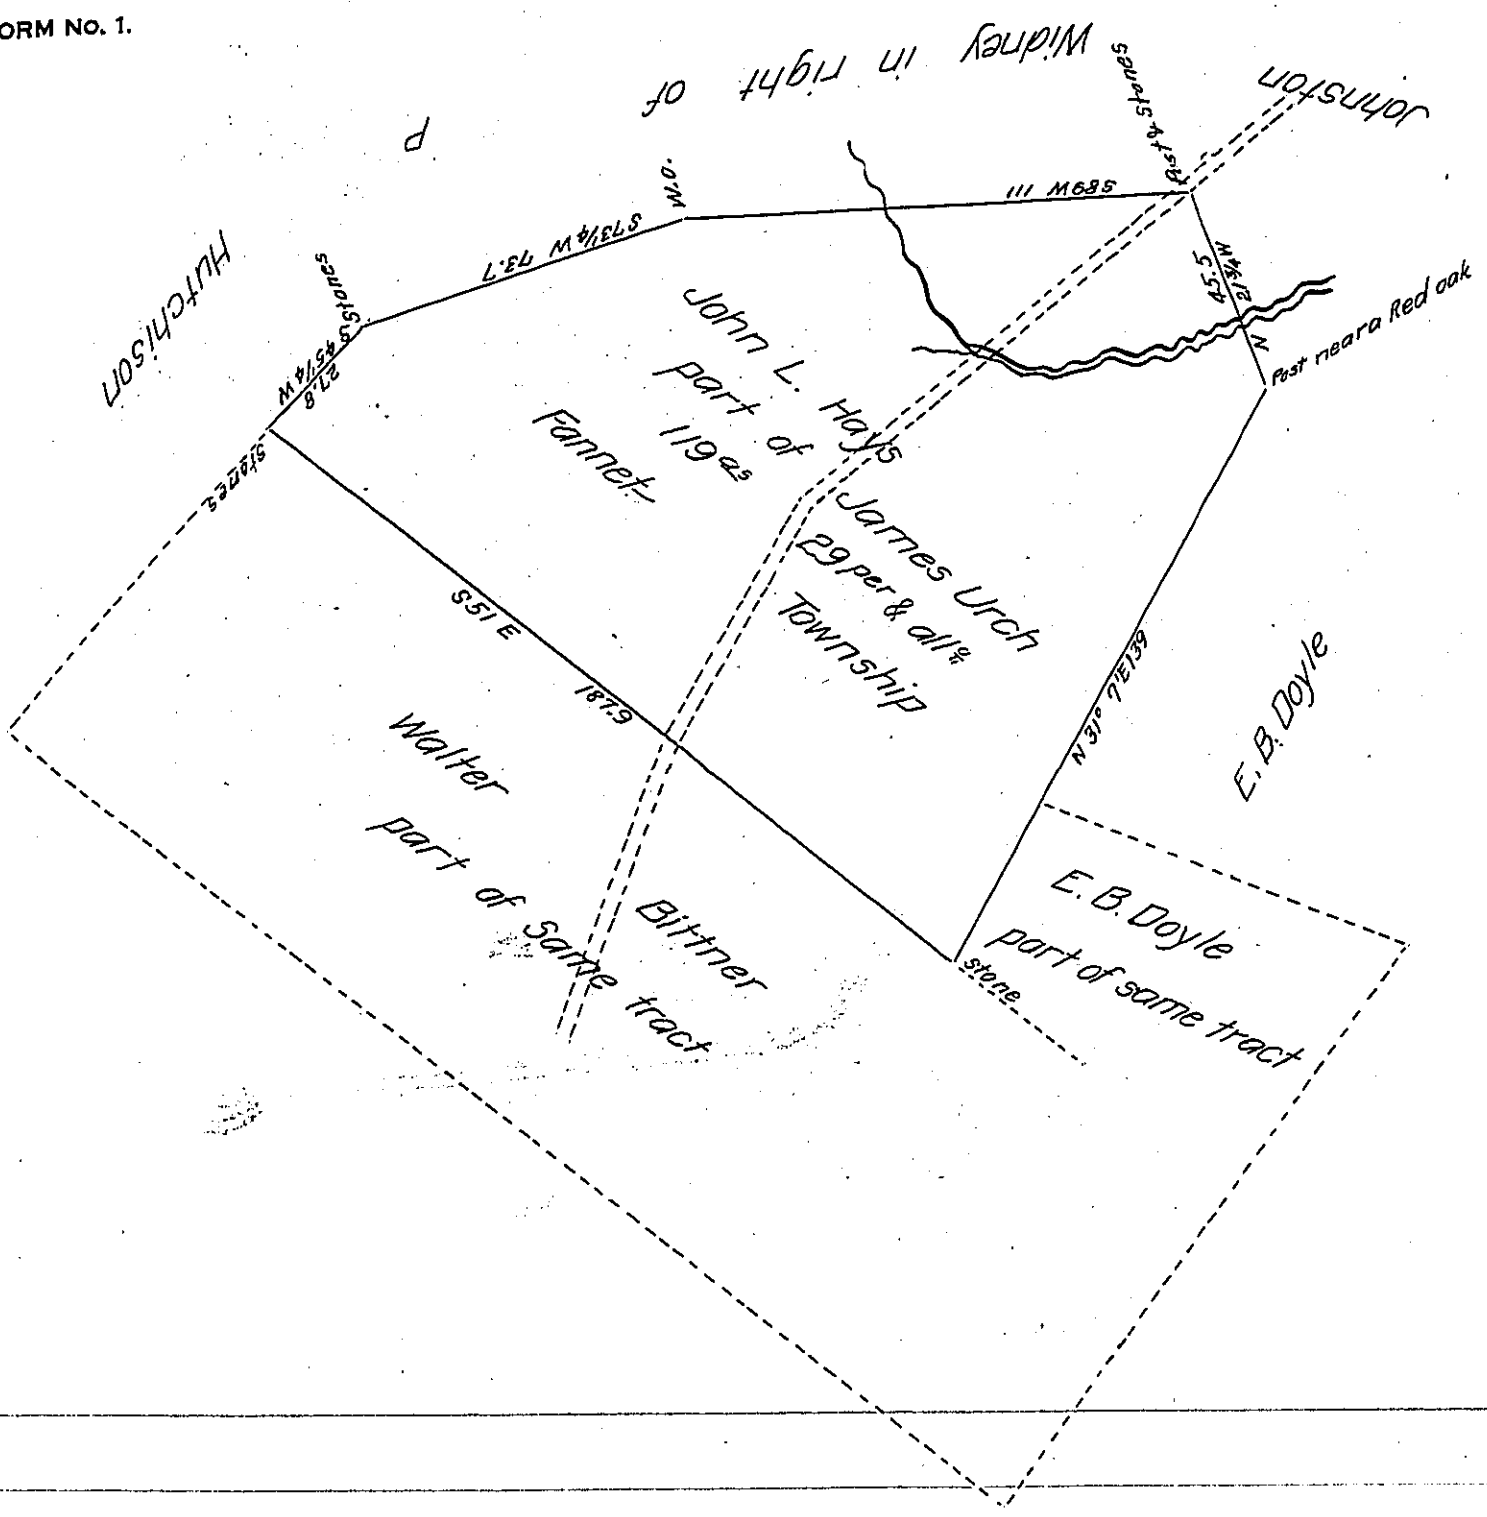 ORM No. 1.
Johnston
Widney in right of
P
Hutchison
Post & Stones
S89W 111
W.O.
S73 1/4 W 73.7
Stones
S 45 1/4 W
27.8
Stones
S51 E 187.9
stone
N 31° 7'E 139
Post near a Red oak
N 21 3/4 W
45.5
John L. Hays
part of
119 as
Fannet
James Urch
29 per & all
Township
E. B. Doyle
Walter Bittner
part of Same tract
E. B. Doyle
part of same tract